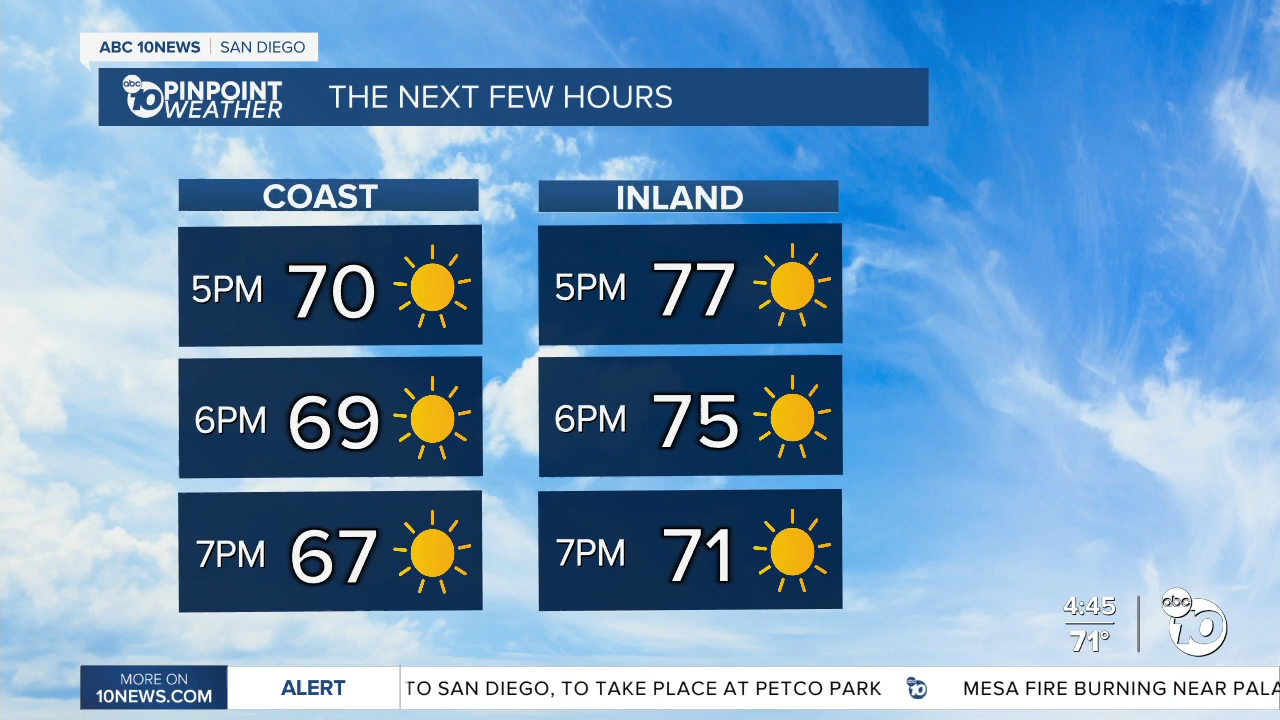 ABC 10NEWS | SAN DIEGO
abc 10 PINPOINT WEATHER
THE NEXT FEW HOURS
COAST
5PM 70
6PM 69
7PM 67
INLAND
5PM 77
6PM 75
7PM 71
4:45
71°
abc 10
MORE ON
10NEWS.COM
ALERT
TO SAN DIEGO, TO TAKE PLACE AT PETCO PARK abc 10 MESA FIRE BURNING NEAR PALA